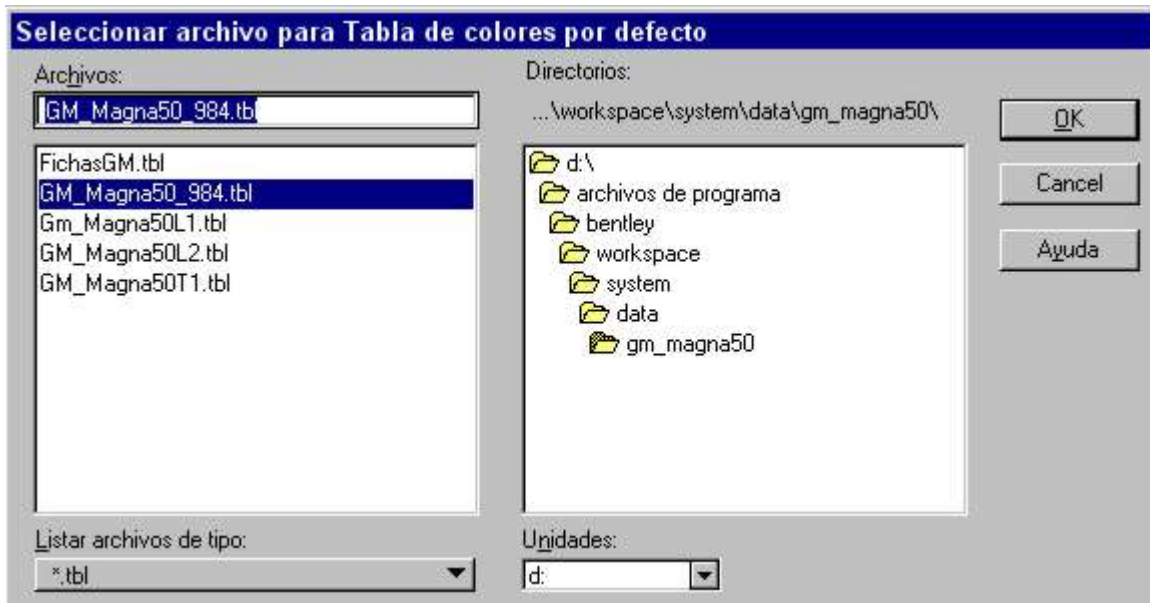 Seleccionar archivo para Tabla de colores por defecto
Archivos:
GM_Magna50_984.tbl
FichasGM.tbl
GM_Magna50_984.tbl
Gm_Magna50L1.tbl
GM_Magna50L2.tbl
GM_Magna50T1.tbl
Listar archivos de tipo:
*.tbl
Directorios:
...\workspace\system\data\gm_magna50\
d:\
archivos de programa
bentley
workspace
system
data
gm_magna50
Unidades:
d:
OK
Cancel
Ayuda